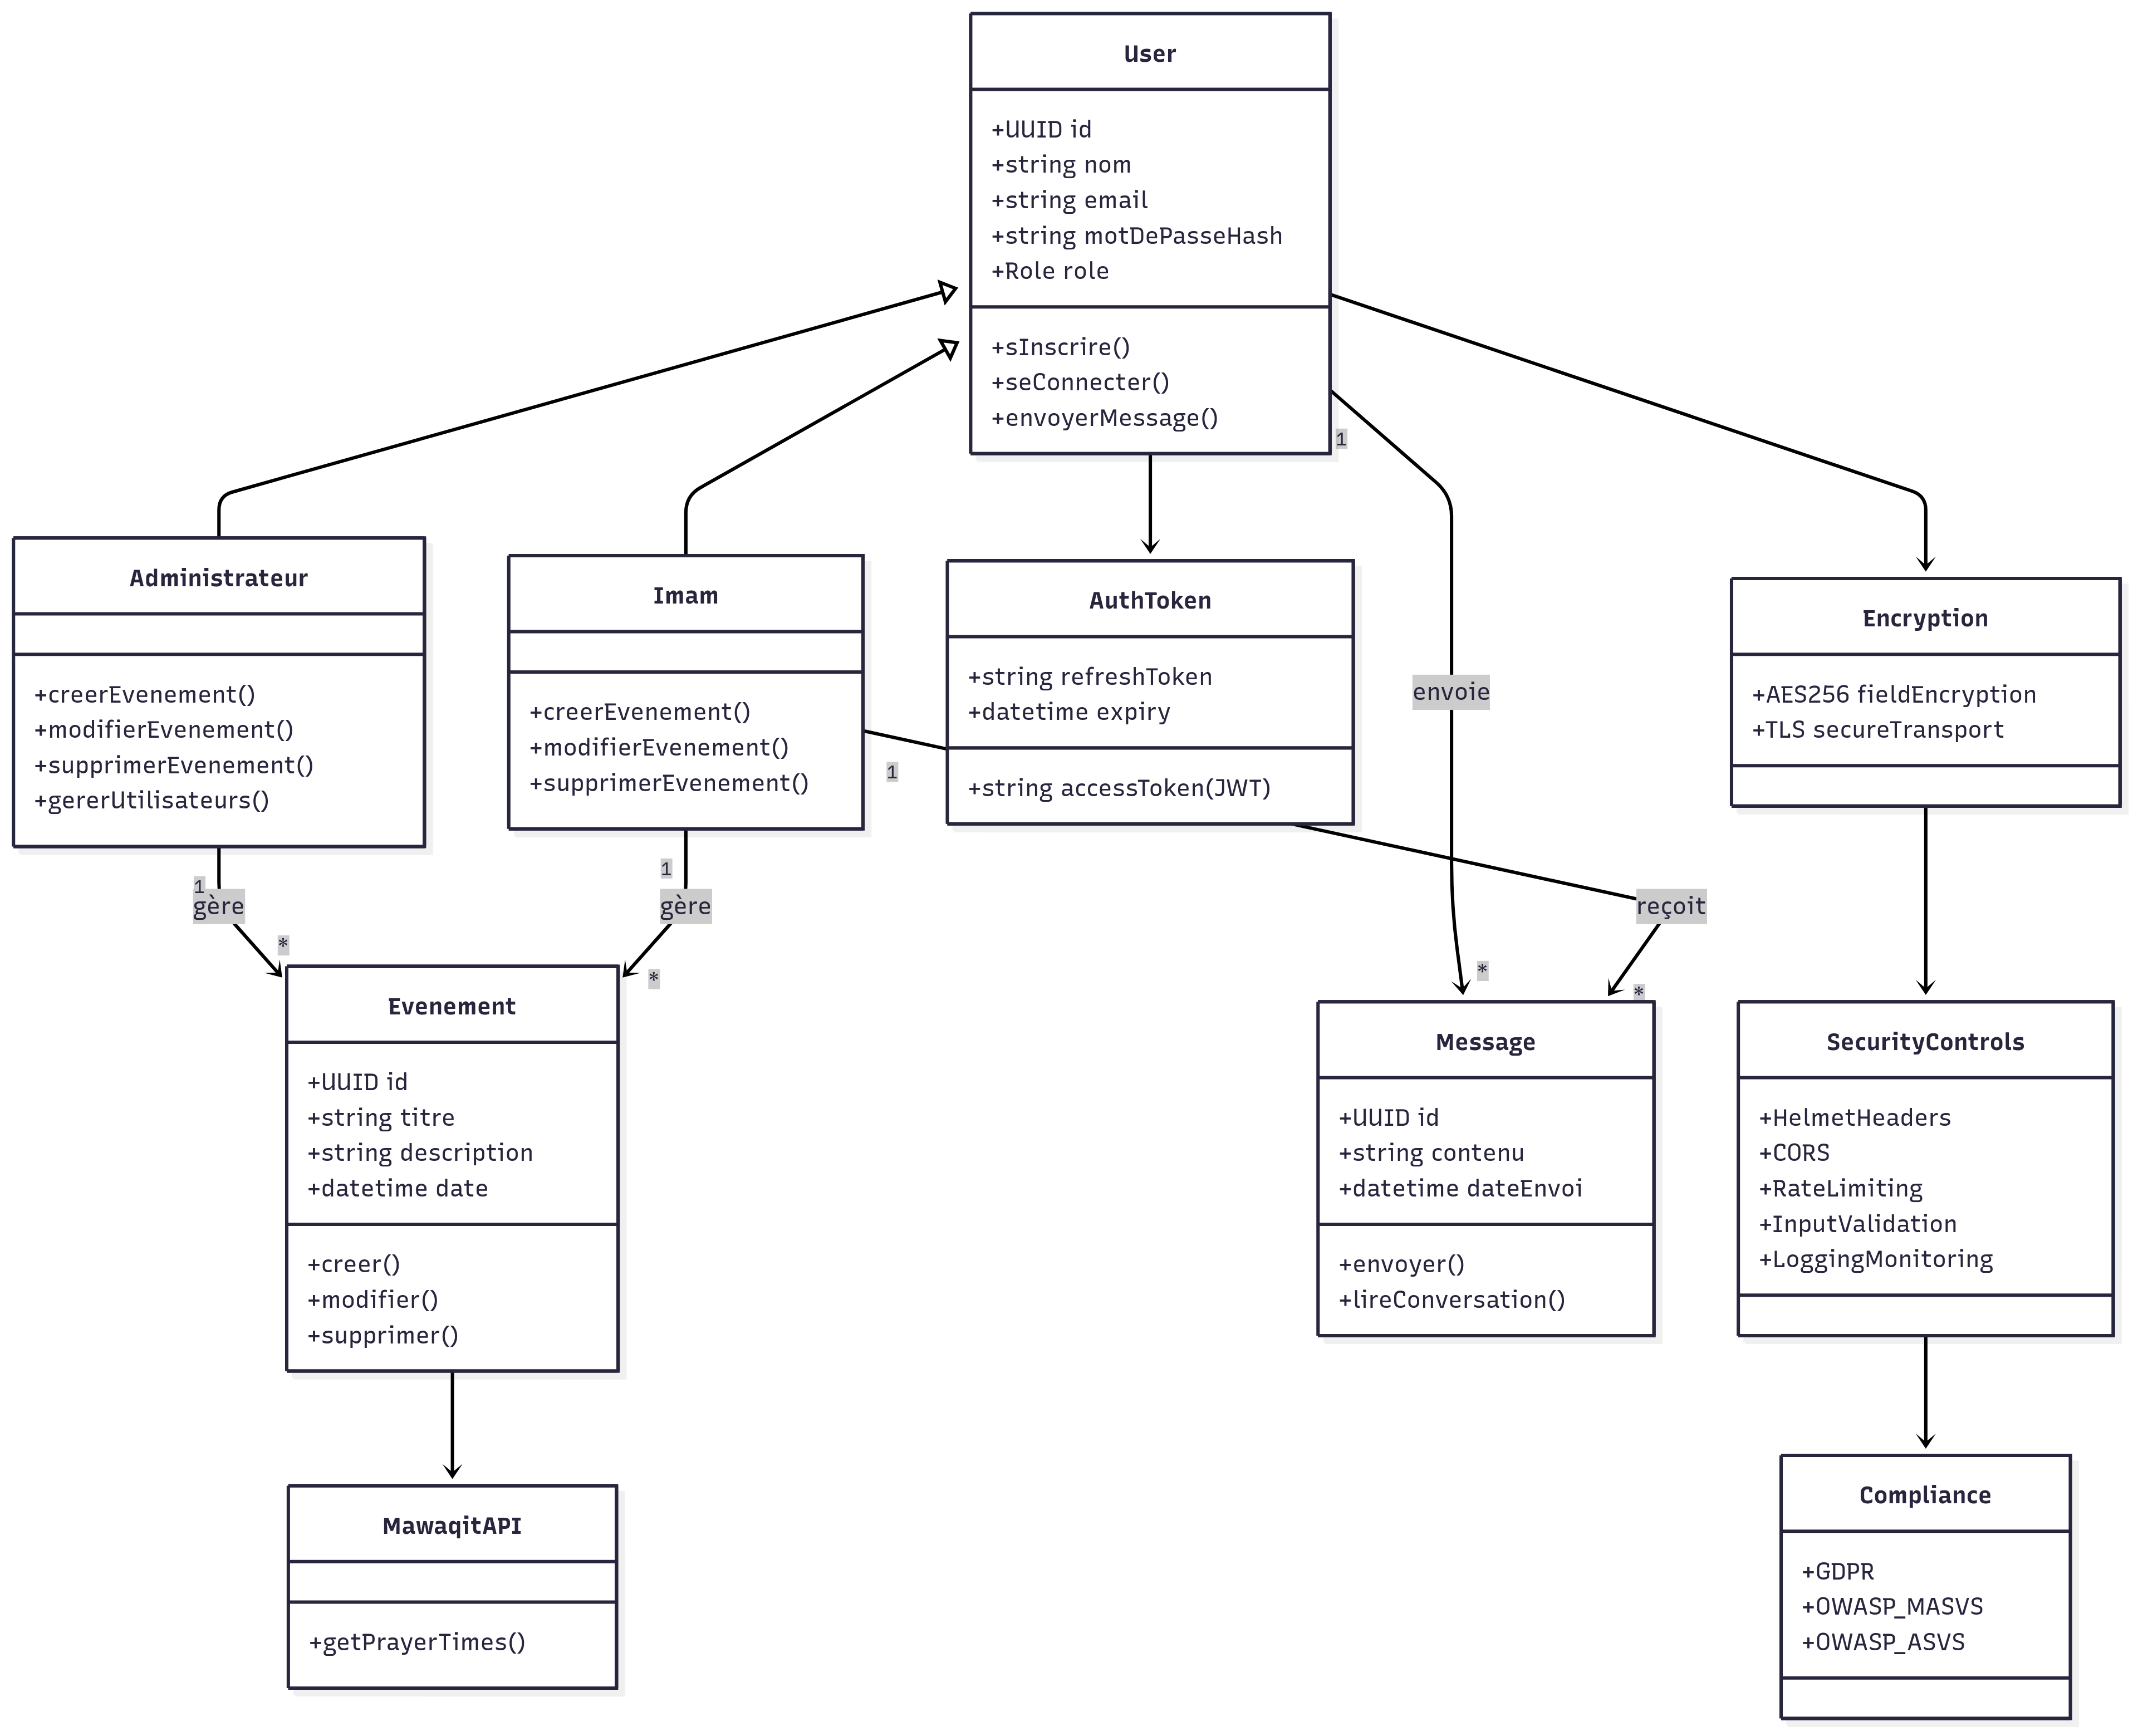 User
+UUID id
+string nom
+string email
+string motDePasseHash
+Role role
+sInscrire()
+seConnecter()
+envoyerMessage()
1
Administrateur
+creerEvenement()
+modifierEvenement()
+supprimerEvenement()
+gererUtilisateurs()
Imam
+creerEvenement()
+modifierEvenement()
+supprimerEvenement()
1
AuthToken
+string refreshToken
+datetime expiry
+string accessToken(JWT)
envoie
Encryption
+AES256 fieldEncryption
+TLS secureTransport
1
gère
*
1
gère
*
reçoit
*
*
Evenement
+UUID id
+string titre
+string description
+datetime date
+creer()
+modifier()
+supprimer()
Message
+UUID id
+string contenu
+datetime dateEnvoi
+envoyer()
+lireConversation()
SecurityControls
+HelmetHeaders
+CORS
+RateLimiting
+InputValidation
+LoggingMonitoring
MawaqitAPI
+getPrayerTimes()
Compliance
+GDPR
+OWASP_MASVS
+OWASP_ASVS